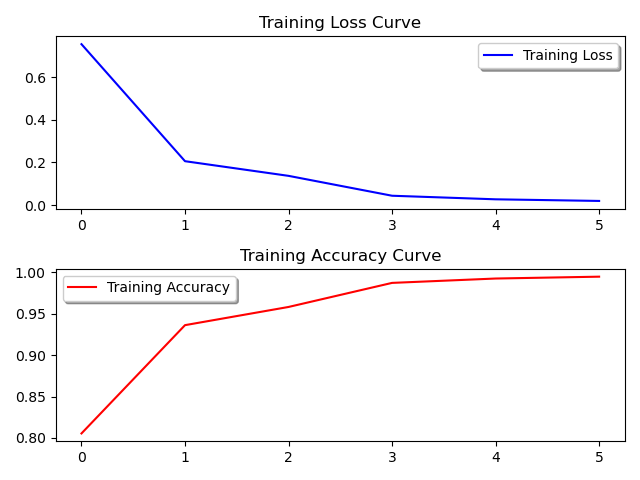 Training Loss Curve
Training Loss
0.6
0.4
0.2
0.0
0 1 2 3 4 5
Training Accuracy Curve
Training Accuracy
1.00
0.95
0.90
0.85
0.80
0 1 2 3 4 5